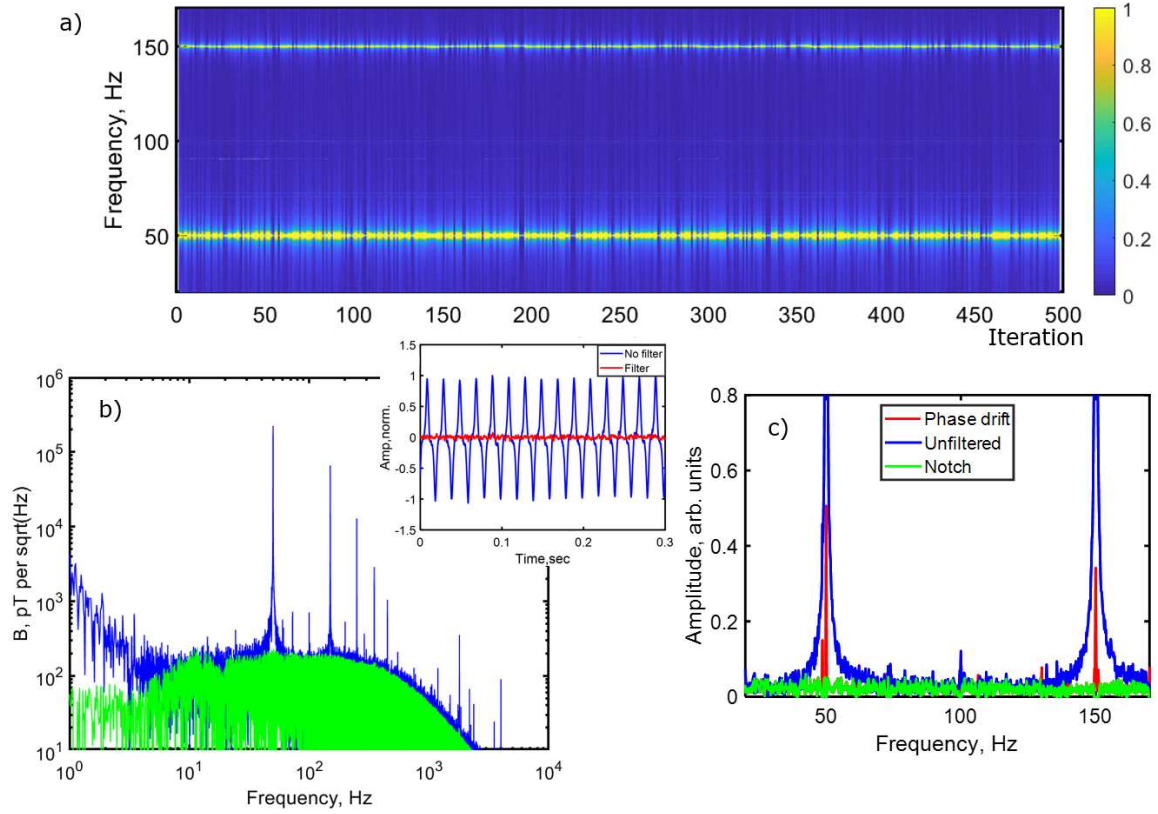 a)
Frequency, Hz
150
100
50
0 50 100 150 200 250 300 350 400 450 500
Iteration
1
0.8
0.6
0.4
0.2
0
b)
B, pT per sqrt(Hz)
10^6
10^5
10^4
10^3
10^2
10^1
10^0 10^1 10^2 10^3 10^4
Frequency, Hz
Amp,norm.
1.5
1
0.5
0
-0.5
-1
-1.5
No filter
Filter
0 0.1 0.2 0.3
Time,sec
c)
Amplitude, arb. units
0.8
0.6
0.4
0.2
0
Phase drift
Unfiltered
Notch
50 100 150
Frequency, Hz